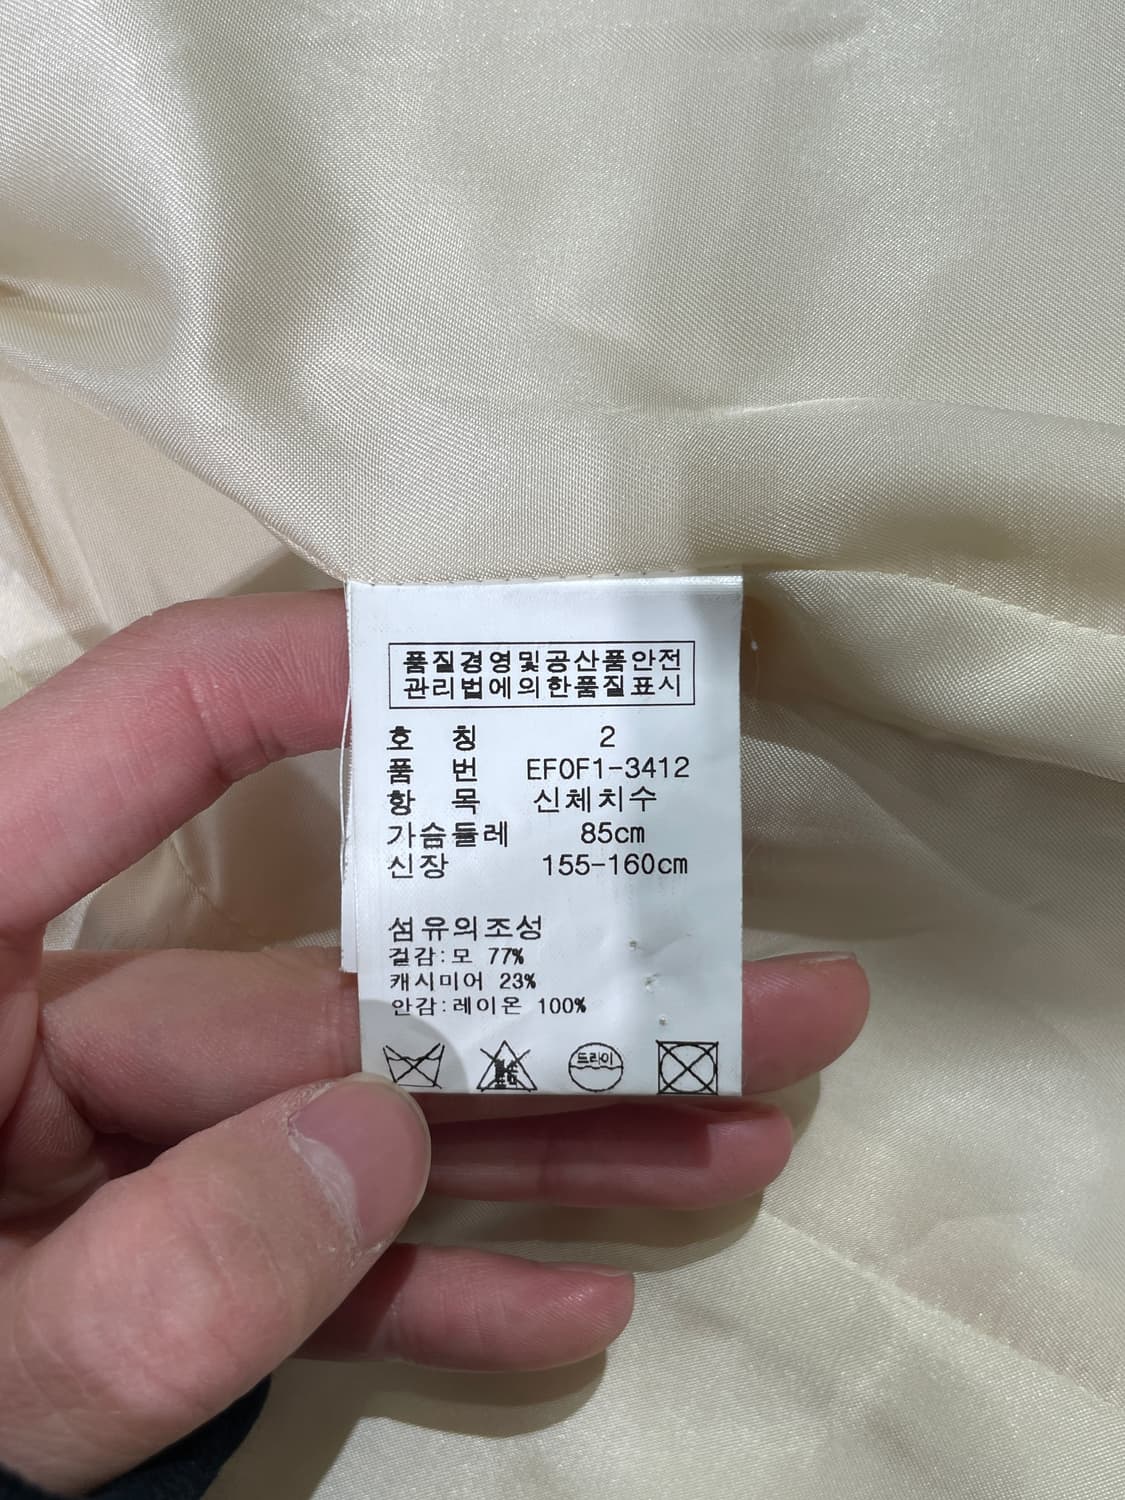 품질경영및공산품안전
관리법에의한품질표시
호 칭 2
품 번 EF0F1-3412
항 목 신체치수
가슴둘레 85cm
신장 155-160cm
섬유의조성
겉감:모 77%
캐시미어 23%
안감:레이온 100%
드라이